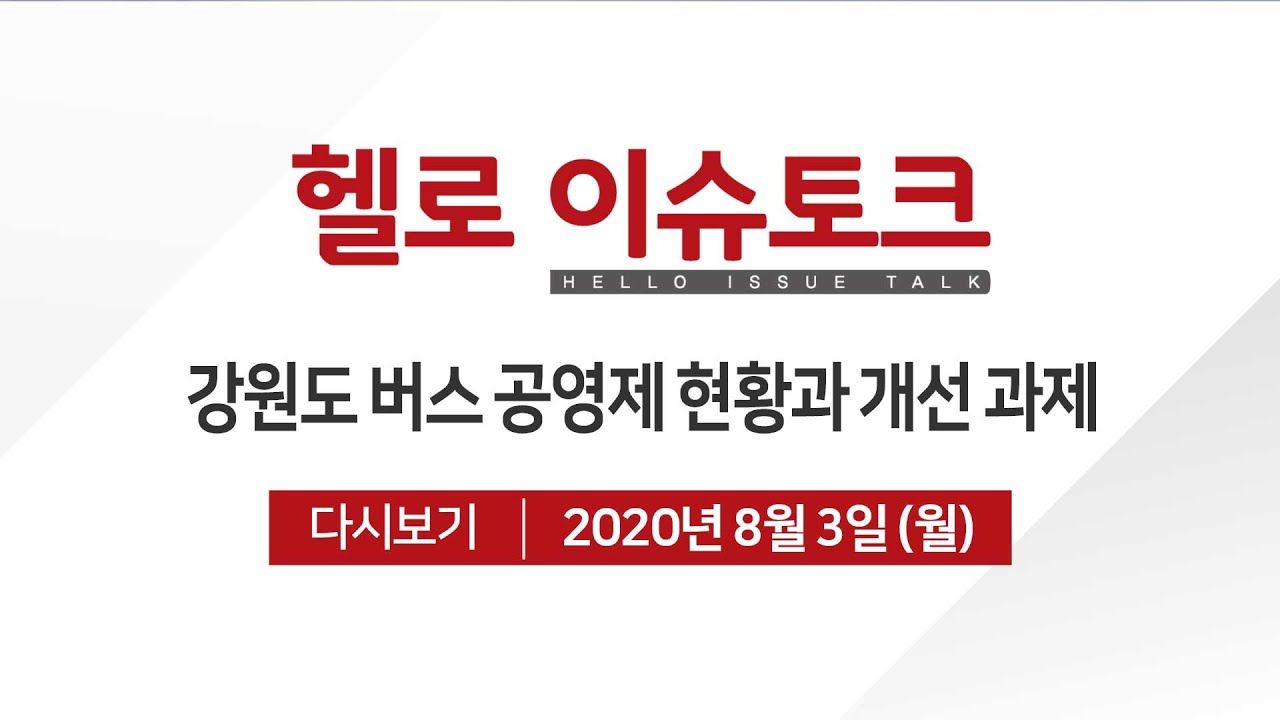 헬로 이슈토크
HELLO ISSUE TALK
강원도 버스 공영제 현황과 개선 과제
다시보기 | 2020년 8월 3일 (월)